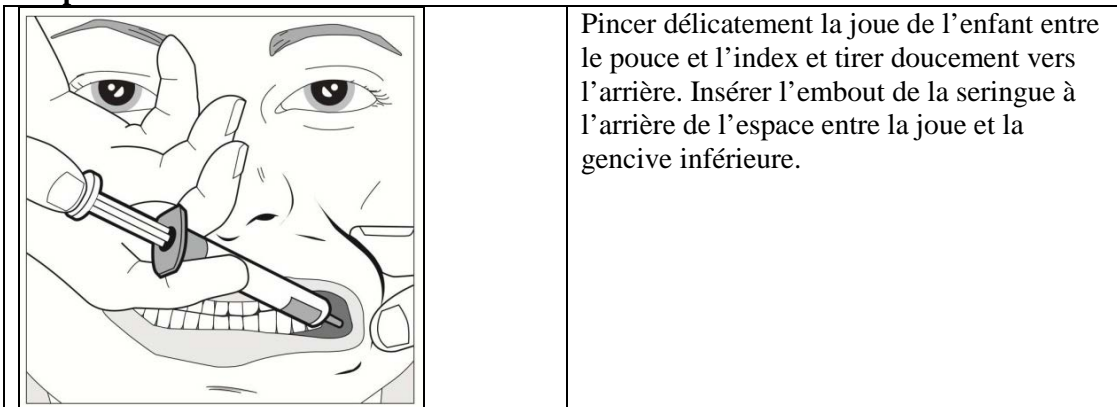 Pincer délicatement la joue de l’enfant entre
le pouce et l’index et tirer doucement vers
l’arrière. Insérer l’embout de la seringue à
l’arrière de l’espace entre la joue et la
gencive inférieure.